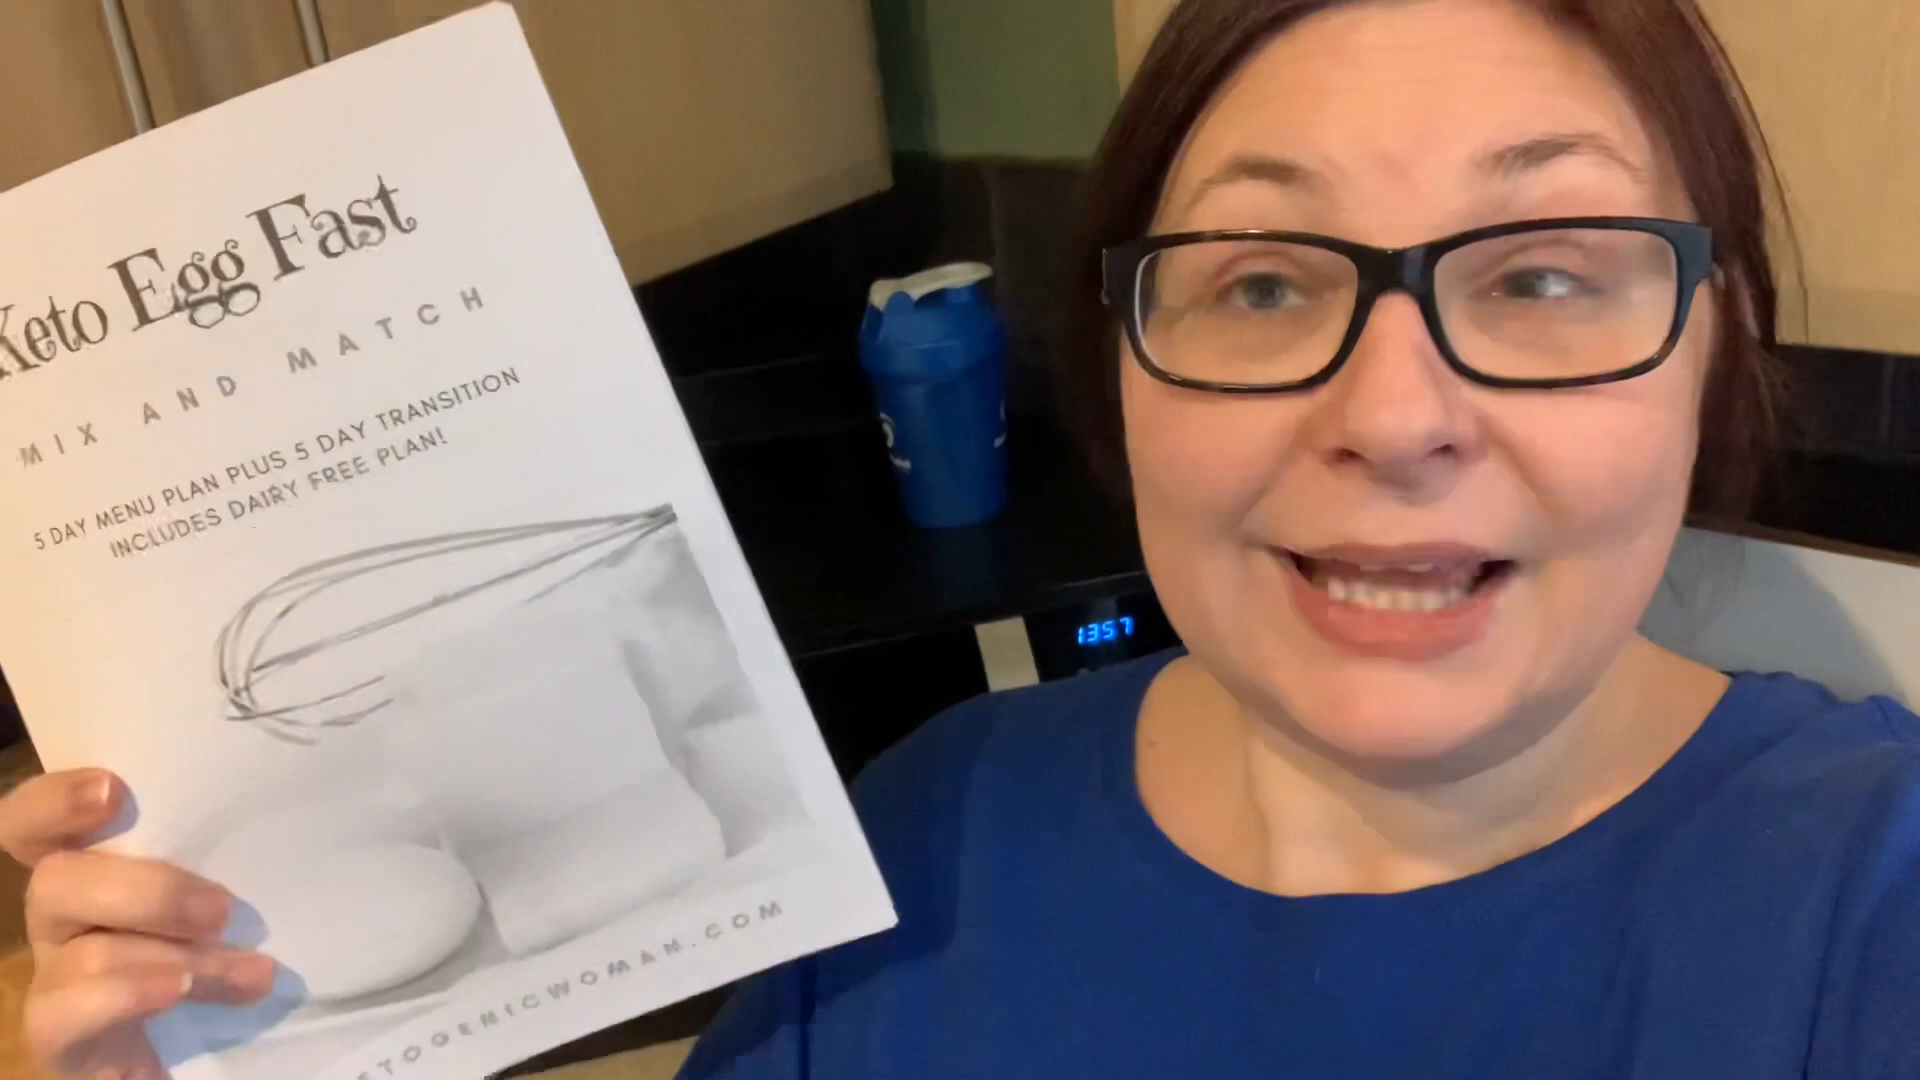 Keto Egg Fast
MIX AND MATCH
5 DAY MENU PLAN PLUS 5 DAY TRANSITION
INCLUDES DAIRY FREE PLAN!
ETOGENICWOMAN.COM
1357